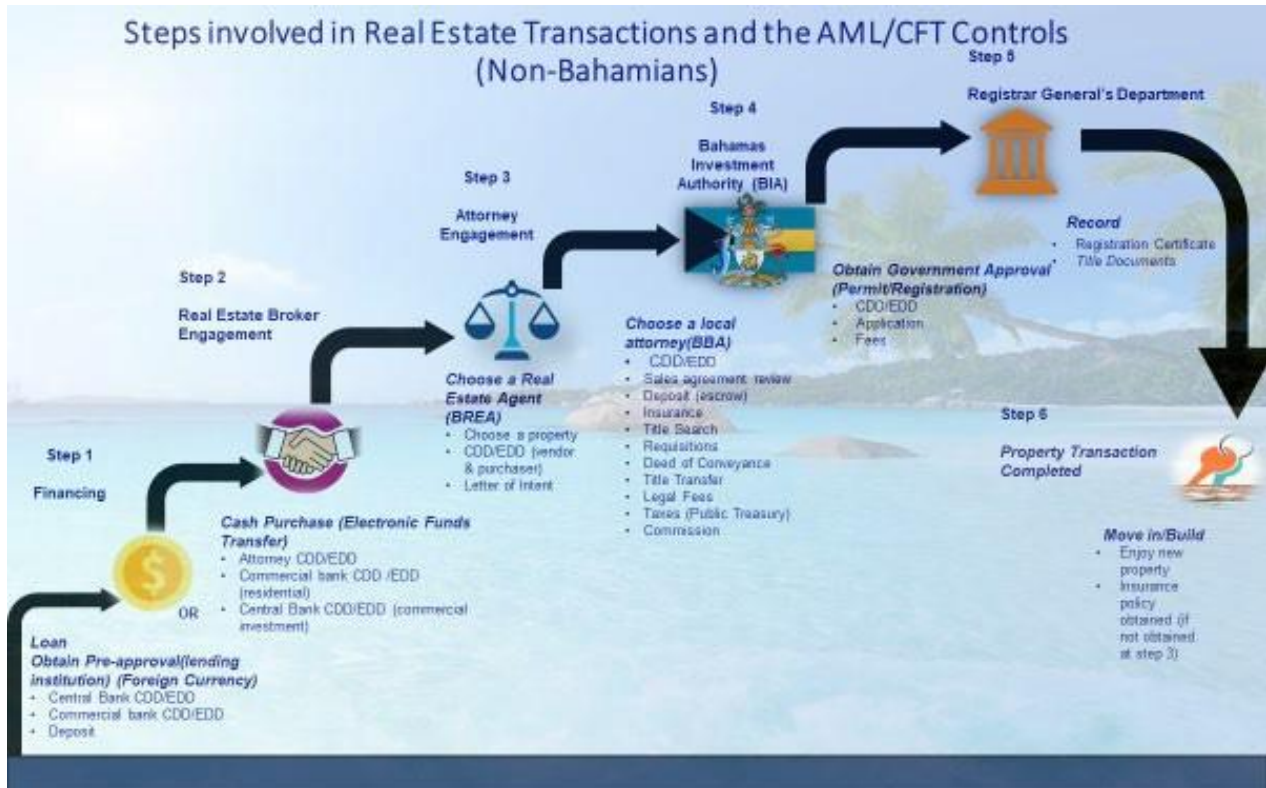 Steps involved in Real Estate Transactions and the AML/CFT Controls
(Non-Bahamians)
Step 1
Financing
Loan
Obtain Pre-approval(lending
institution) (Foreign Currency)
• Central Bank CDD/EDD
• Commercial bank CDD/EDD
• Deposit
OR
Cash Purchase (Electronic Funds
Transfer)
• Attorney CDD/EDD
• Commercial bank CDD /EDD
(residential)
• Central Bank CDD/EDD (commercial
investment)
Step 2
Real Estate Broker
Engagement
Choose a Real
Estate Agent
(BREA)
• Choose a property
• CDD/EDD (vendor
& purchaser)
• Letter of Intent
Step 3
Attorney
Engagement
Choose a local
attorney(BBA)
• CDD/EDD
• Sales agreement review
• Deposit (escrow)
• Insurance
• Title Search
• Requisitions
• Deed of Conveyance
• Title Transfer
• Legal Fees
• Taxes (Public Treasury)
• Commission
Step 4
Bahamas
Investment
Authority (BIA)
Obtain Government Approval
(Permit/Registration)
• CDD/EDD
• Application
• Fees
Step 5
Registrar General's Department
Record
• Registration Certificate
• Title Documents
Step 6
Property Transaction
Completed
Move in/Build
• Enjoy new
property
• Insurance
policy
obtained (if
not obtained
at step 3)